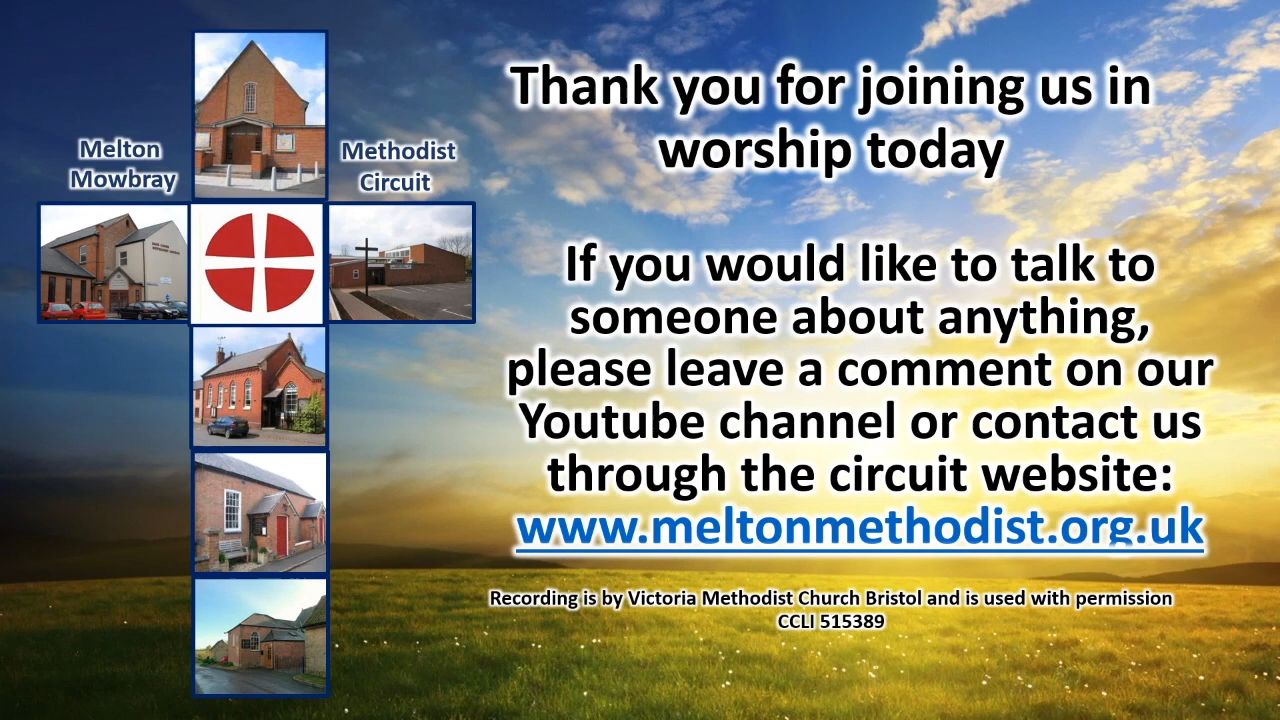 Melton
Mowbray
Methodist
Circuit
Thank you for joining us in
worship today
If you would like to talk to
someone about anything,
please leave a comment on our
Youtube channel or contact us
through the circuit website:
www.meltonmethodist.org.uk
Recording is by Victoria Methodist Church Bristol and is used with permission
CCLI 515389